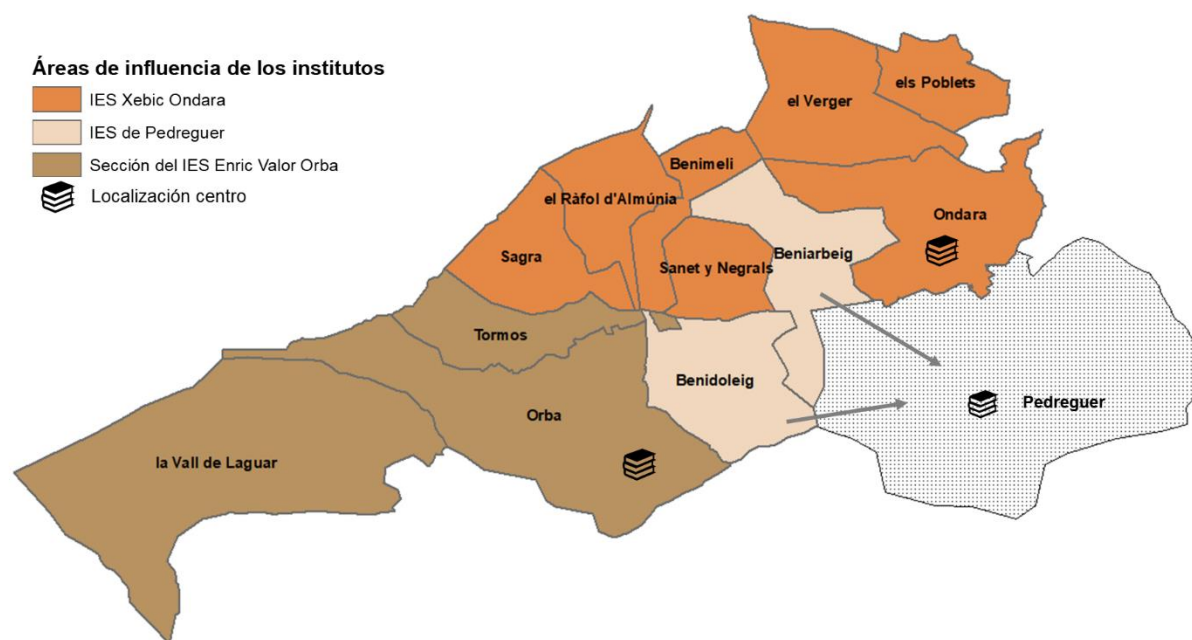 Áreas de influencia de los institutos
IES Xebic Ondara
IES de Pedreguer
Sección del IES Enric Valor Orba
Localización centro
els Poblets
el Verger
Benimeli
el Ràfol d'Almúnia
Ondara
Sagra
Beniarbeig
Sanet y Negrals
Tormos
Benidoleig
Pedreguer
Orba
la Vall de Laguar